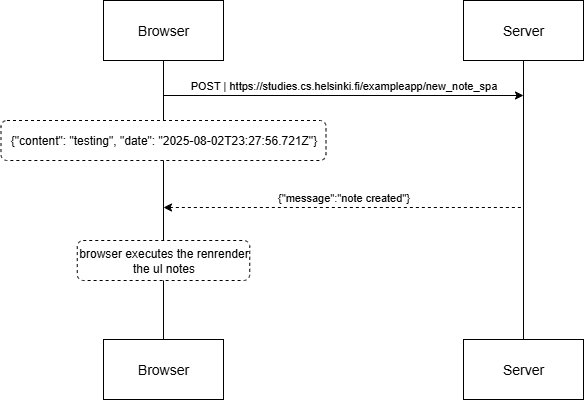 Browser
Server
POST | https://studies.cs.helsinki.fi/exampleapp/new_note_spa
{"content": "testing", "date": "2025-08-02T23:27:56.721Z"}
{"message":"note created"}
browser executes the renrender
the ul notes
Browser
Server